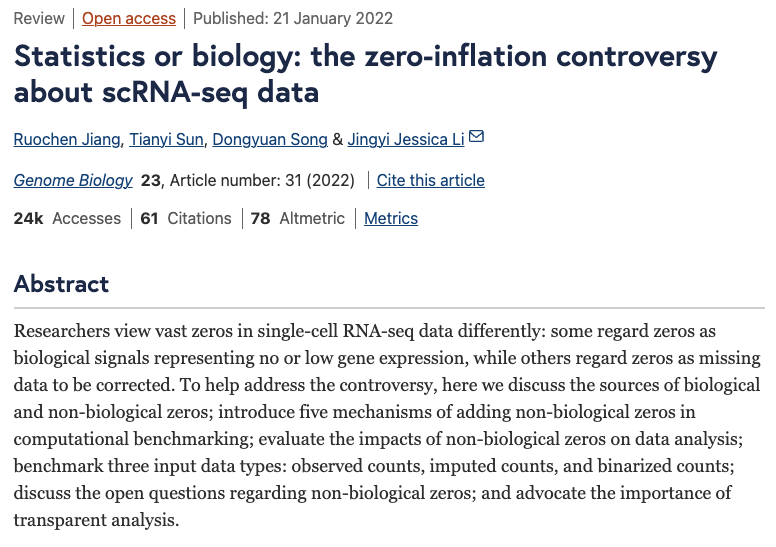 Review | Open access | Published: 21 January 2022
Statistics or biology: the zero-inflation controversy
about scRNA-seq data
Ruochen Jiang, Tianyi Sun, Dongyuan Song & Jingyi Jessica Li
Genome Biology 23, Article number: 31 (2022) | Cite this article
24k Accesses | 61 Citations | 78 Altmetric | Metrics
Abstract
Researchers view vast zeros in single-cell RNA-seq data differently: some regard zeros as
biological signals representing no or low gene expression, while others regard zeros as missing
data to be corrected. To help address the controversy, here we discuss the sources of biological
and non-biological zeros; introduce five mechanisms of adding non-biological zeros in
computational benchmarking; evaluate the impacts of non-biological zeros on data analysis;
benchmark three input data types: observed counts, imputed counts, and binarized counts;
discuss the open questions regarding non-biological zeros; and advocate the importance of
transparent analysis.